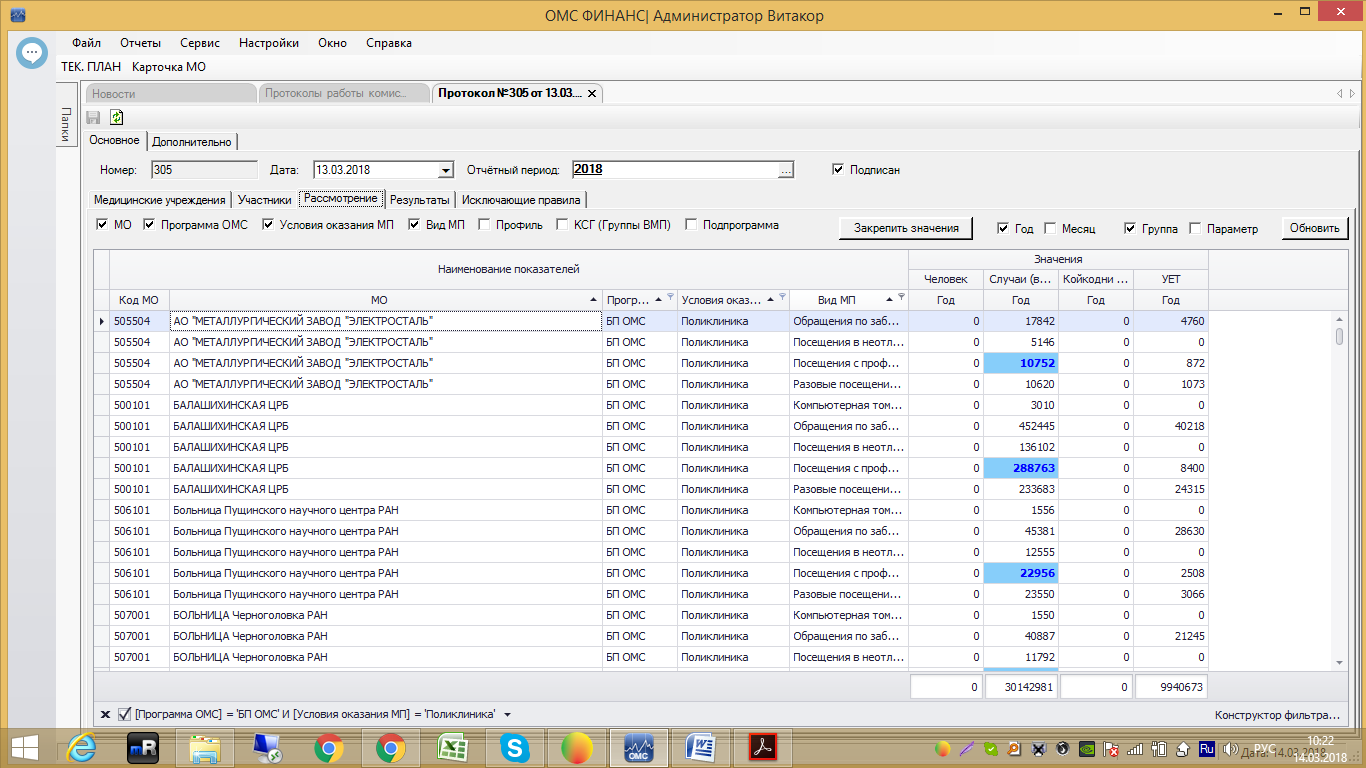 ОМС ФИНАНС| Администратор Витакор
Файл Отчеты Сервис Настройки Окно Справка
ТЕК. ПЛАН Карточка МО
Папки
Новости Протоколы работы комис... Протокол №305 от 13.03....
Основное Дополнительно
Номер: 305 Дата: 13.03.2018 Отчётный период: 2018 ... Подписан
Медицинские учреждения Участники Рассмотрение Результаты Исключающие правила
МО Программа ОМС Условия оказания МП Вид МП Профиль КСГ (Группы ВМП) Подпрограмма Закрепить значения Год Месяц Группа Параметр Обновить
Наименование показателей Значения
Человек Случаи (в... Койкодни ... УЕТ
Код МО МО Прогр... Условия оказ... Вид МП Год Год Год Год
505504 АО "МЕТАЛЛУРГИЧЕСКИЙ ЗАВОД "ЭЛЕКТРОСТАЛЬ" БП ОМС Поликлиника Обращения по заб... 0 17842 0 4760
505504 АО "МЕТАЛЛУРГИЧЕСКИЙ ЗАВОД "ЭЛЕКТРОСТАЛЬ" БП ОМС Поликлиника Посещения в неотл... 0 5146 0 0
505504 АО "МЕТАЛЛУРГИЧЕСКИЙ ЗАВОД "ЭЛЕКТРОСТАЛЬ" БП ОМС Поликлиника Посещения с проф... 0 10752 0 872
505504 АО "МЕТАЛЛУРГИЧЕСКИЙ ЗАВОД "ЭЛЕКТРОСТАЛЬ" БП ОМС Поликлиника Разовые посещени... 0 10620 0 1073
500101 БАЛАШИХИНСКАЯ ЦРБ БП ОМС Поликлиника Компьютерная том... 0 3010 0 0
500101 БАЛАШИХИНСКАЯ ЦРБ БП ОМС Поликлиника Обращения по заб... 0 452445 0 40218
500101 БАЛАШИХИНСКАЯ ЦРБ БП ОМС Поликлиника Посещения в неотл... 0 136102 0 0
500101 БАЛАШИХИНСКАЯ ЦРБ БП ОМС Поликлиника Посещения с проф... 0 288763 0 8400
500101 БАЛАШИХИНСКАЯ ЦРБ БП ОМС Поликлиника Разовые посещени... 0 233683 0 24315
506101 Больница Пущинского научного центра РАН БП ОМС Поликлиника Компьютерная том... 0 1556 0 0
506101 Больница Пущинского научного центра РАН БП ОМС Поликлиника Обращения по заб... 0 45381 0 28630
506101 Больница Пущинского научного центра РАН БП ОМС Поликлиника Посещения в неотл... 0 12555 0 0
506101 Больница Пущинского научного центра РАН БП ОМС Поликлиника Посещения с проф... 0 22956 0 2508
506101 Больница Пущинского научного центра РАН БП ОМС Поликлиника Разовые посещени... 0 23550 0 3066
507001 БОЛЬНИЦА Черноголовка РАН БП ОМС Поликлиника Компьютерная том... 0 1550 0 0
507001 БОЛЬНИЦА Черноголовка РАН БП ОМС Поликлиника Обращения по заб... 0 40887 0 21245
507001 БОЛЬНИЦА Черноголовка РАН БП ОМС Поликлиника Посещения в неотл... 0 11792 0 0
0 30142981 0 9940673
[Программа ОМС] = 'БП ОМС' И [Условия оказания МП] = 'Поликлиника' Конструктор фильтра...
mR ОМС Ru РУС 10:22
Дата: 14.03.2018 14.03.2018